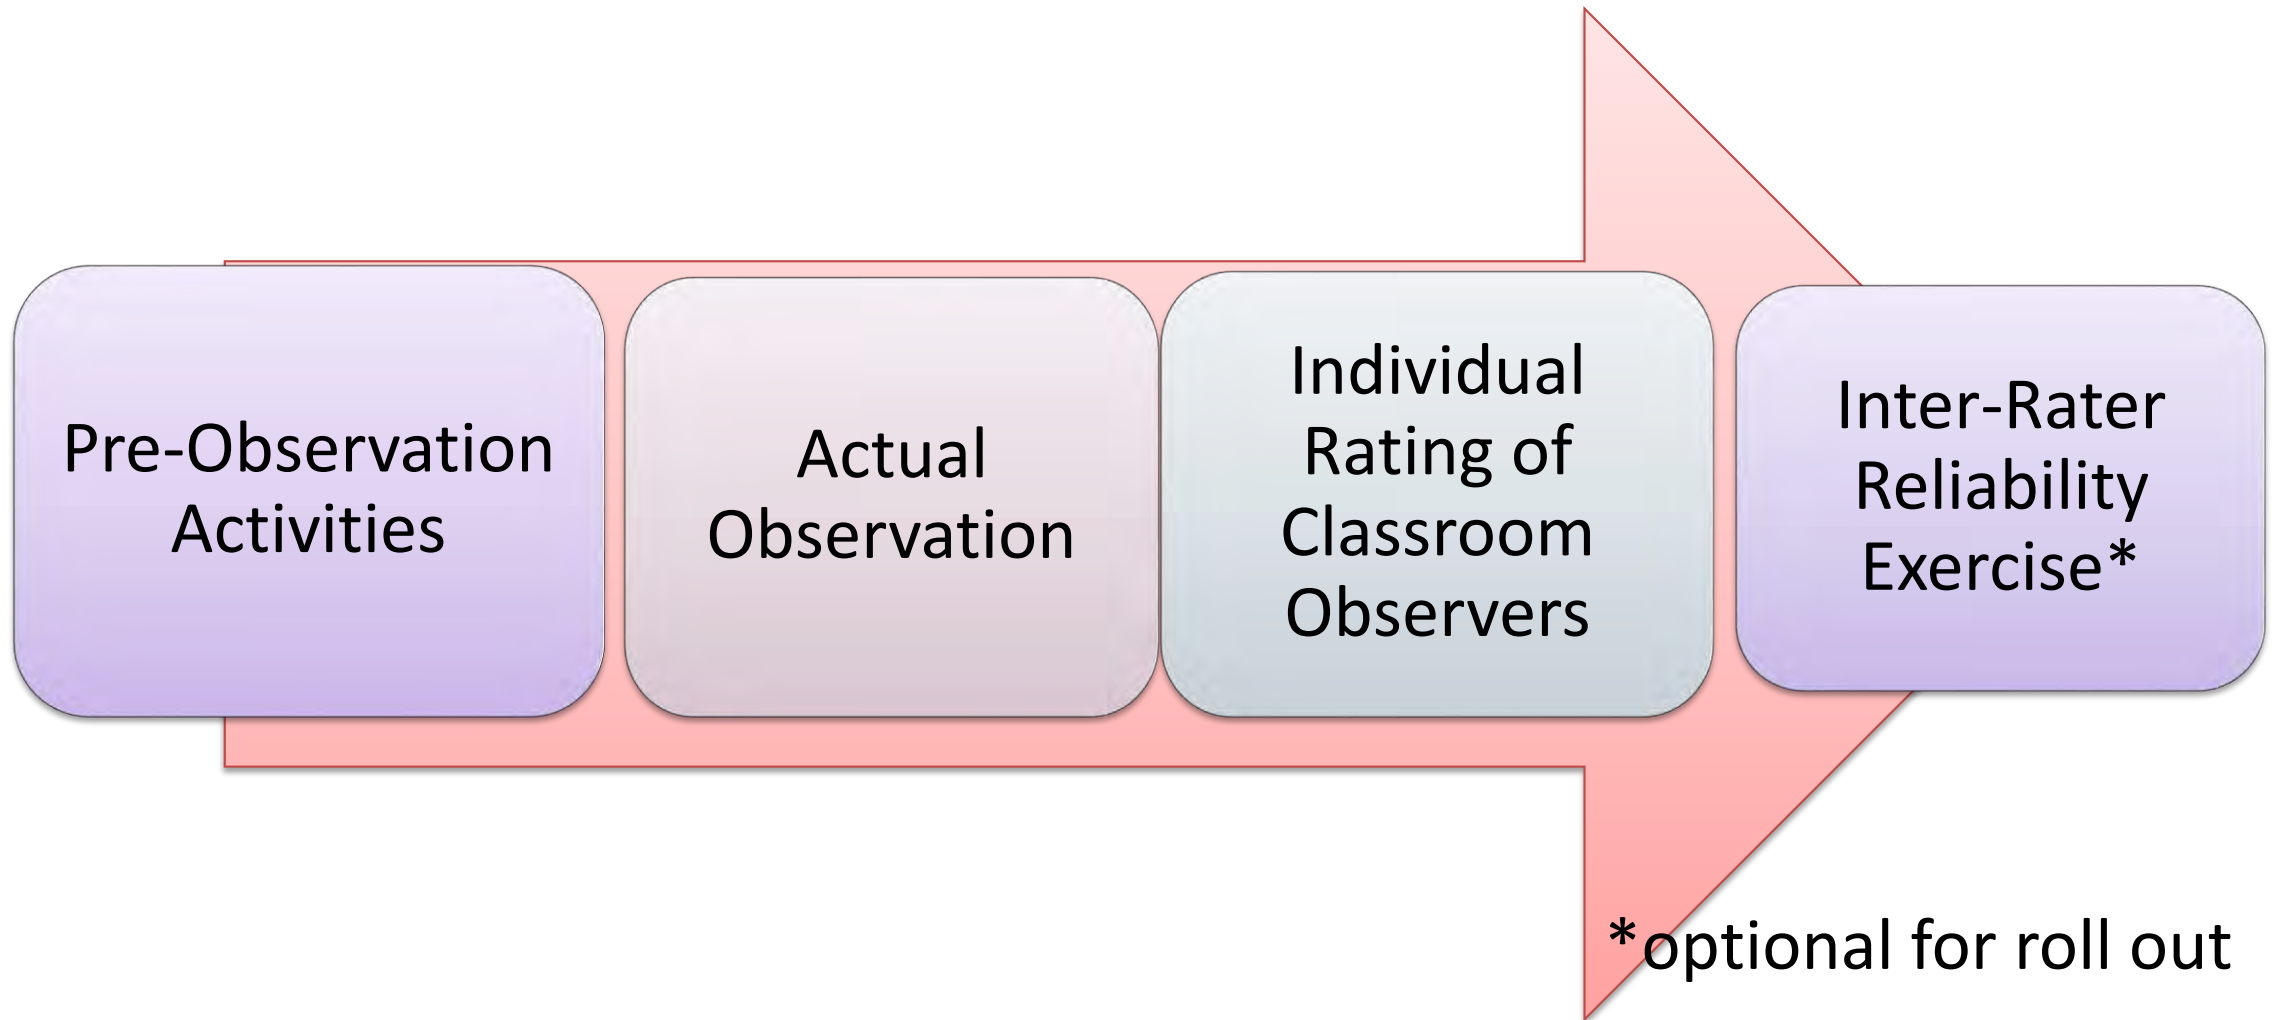 Pre-Observation
Activities
Actual
Observation
Individual
Rating of
Classroom
Observers
Inter-Rater
Reliability
Exercise*
*optional for roll out